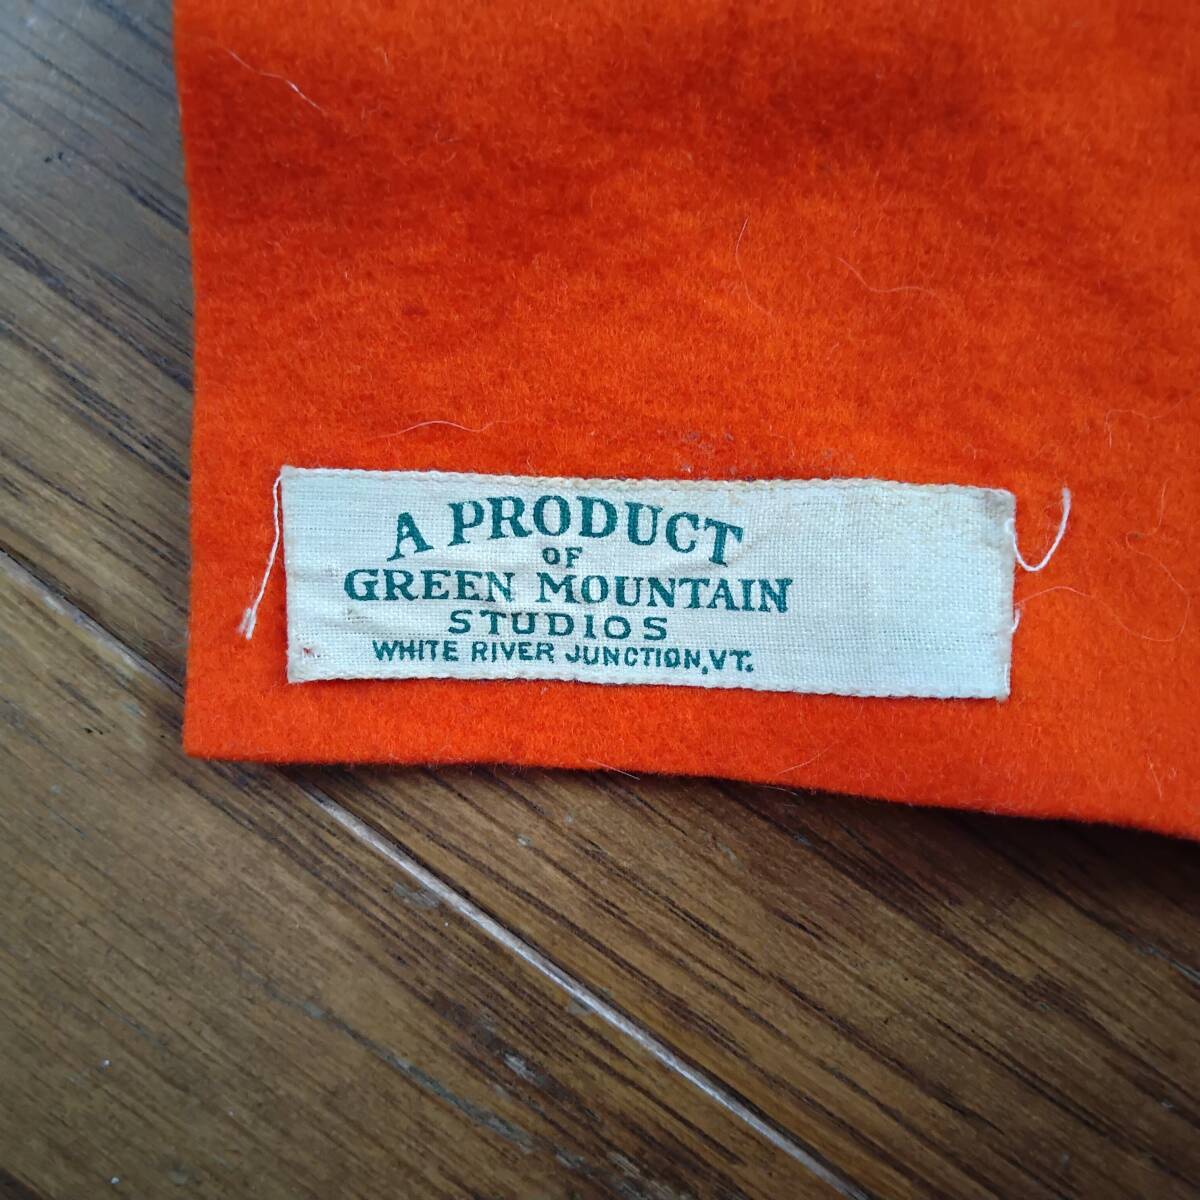 A PRODUCT
OF
GREEN MOUNTAIN
STUDIOS
WHITE RIVER JUNCTION, VT.